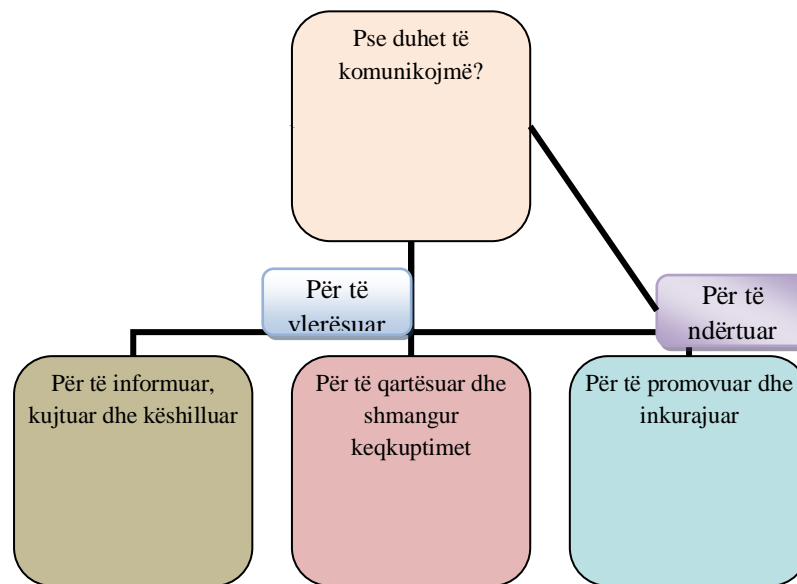 Pse duhet të
komunikojmë?
Për të
vlerësuar
Për të
ndërtuar
Për të informuar,
kujtuar dhe këshilluar
Për të qartësuar dhe
shmangur
keqkuptimet
Për të promovuar dhe
inkurajuar